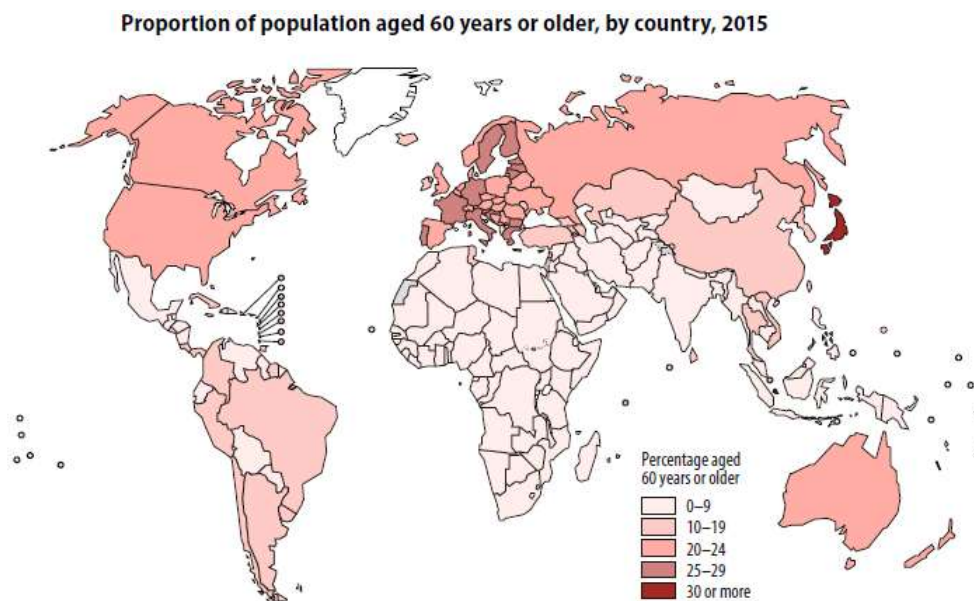 Proportion of population aged 60 years or older, by country, 2015
Percentage aged
60 years or older
0–9
10–19
20–24
25–29
30 or more